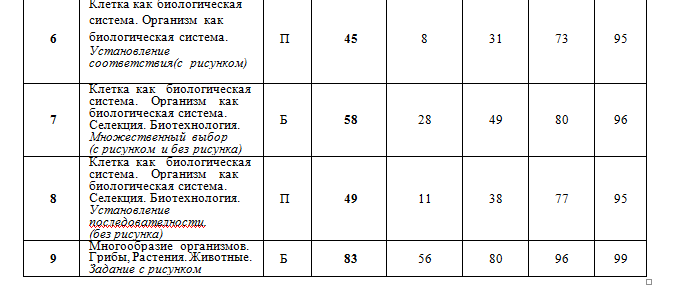 Клетка как биологическая
система. Организм как
биологическая система.
Установление
соответствия(с рисунком)
6 П 45 8 31 73 95
Клетка как биологическая
система. Организм как
биологическая система.
Селекция. Биотехнология.
Множественный выбор
(с рисунком и без рисунка)
7 Б 58 28 49 80 96
Клетка как биологическая
система. Организм как
биологическая система.
Селекция. Биотехнология.
Установление
последовательности
(без рисунка)
8 П 49 11 38 77 95
Многообразие организмов.
Грибы, Растения. Животные.
Задание с рисунком
9 Б 83 56 80 96 99